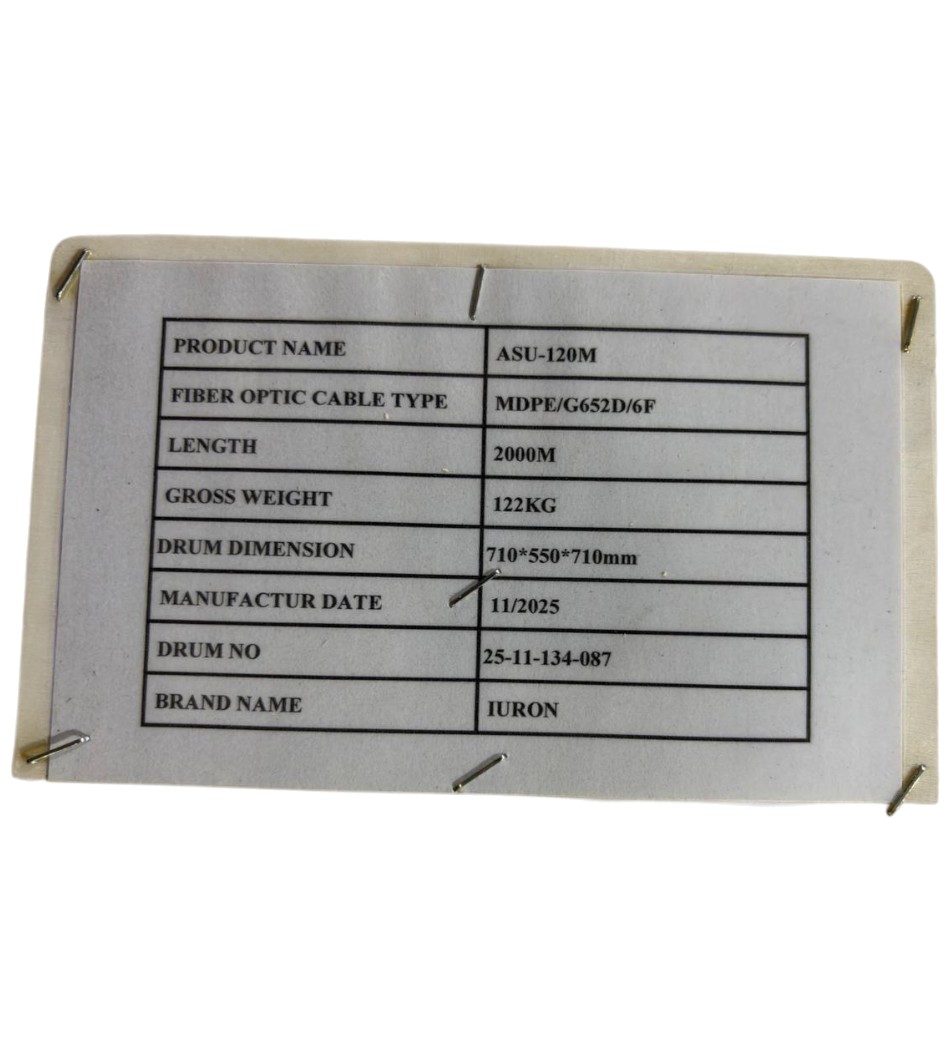 PRODUCT NAME ASU-120M
FIBER OPTIC CABLE TYPE MDPE/G652D/6F
LENGTH 2000M
GROSS WEIGHT 122KG
DRUM DIMENSION 710*550*710mm
MANUFACTUR DATE 11/2025
DRUM NO 25-11-134-087
BRAND NAME IURON